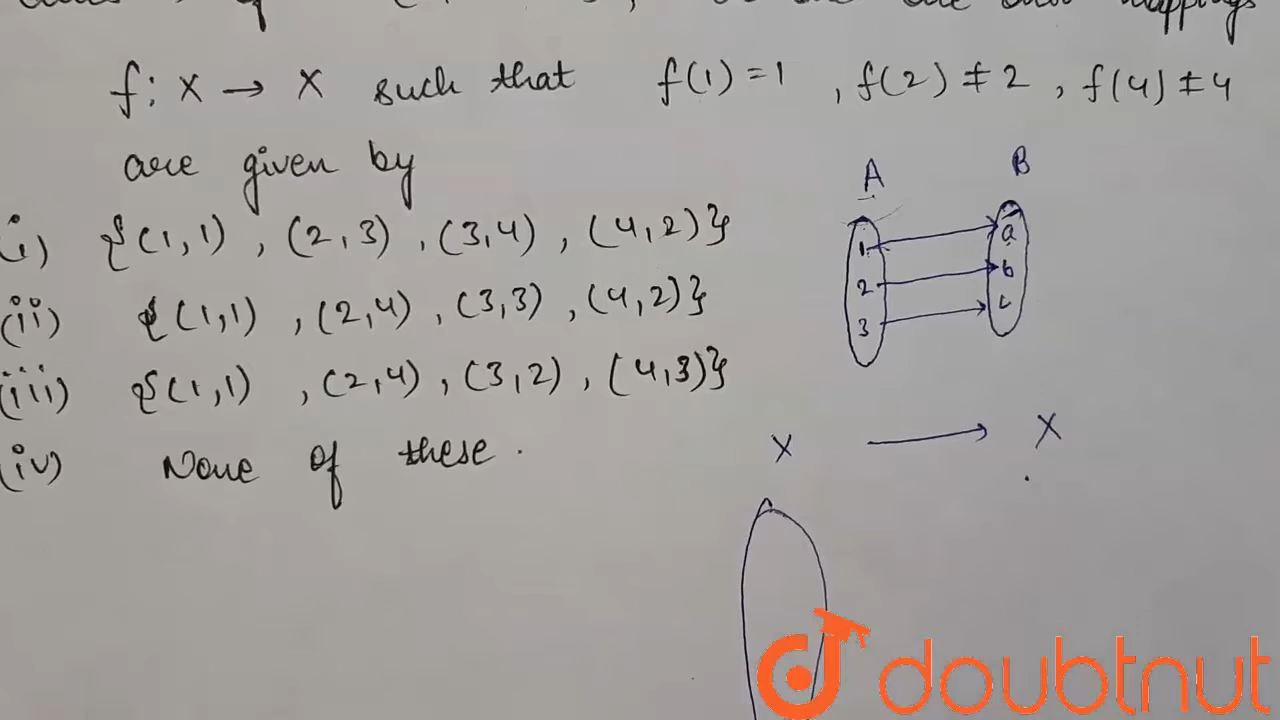 f : X → X such that f(1) = 1 , f(2) ≠ 2 , f(4) ≠ 4
are given by
(i) {(1,1) , (2,3) , (3,4) , (4,2)}
(ii) {(1,1) , (2,4) , (3,3) , (4,2)}
(iii) {(1,1) , (2,4) , (3,2) , (4,3)}
(iv) None of these.
A B
1 a
2 b
3 c
X → X
doubtnut